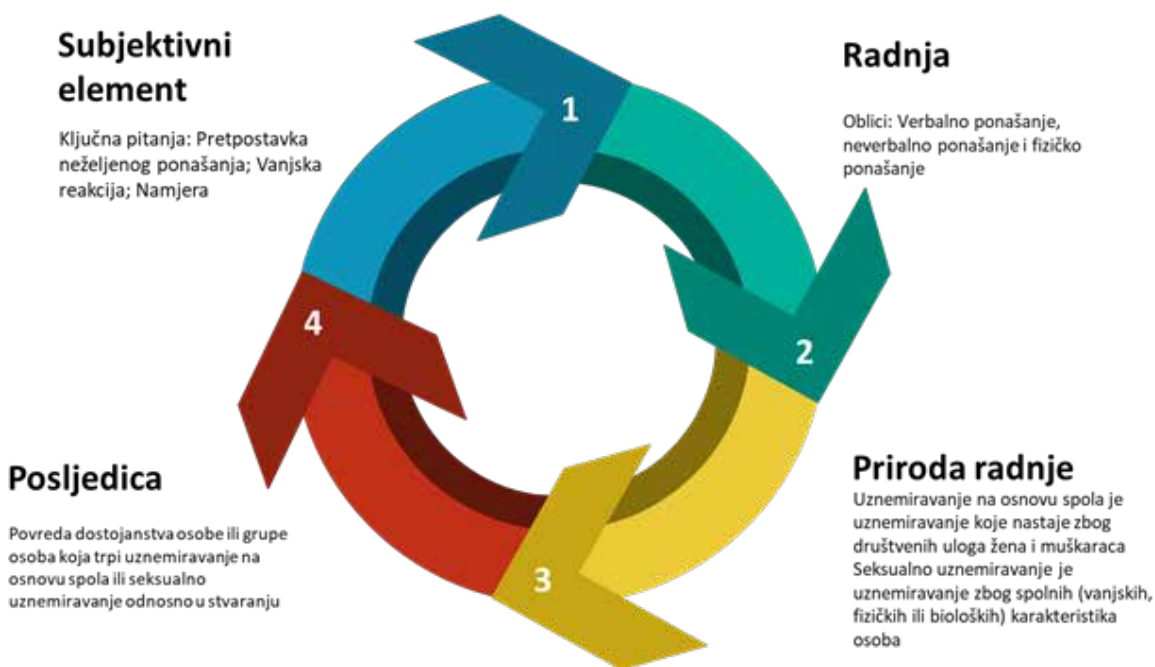 Subjektivni
element
Ključna pitanja: Pretpostavka
neželjenog ponašanja; Vanjska
reakcija; Namjera
1
Radnja
Oblici: Verbalno ponašanje,
neverbalno ponašanje i fizičko
ponašanje
2
Priroda radnje
Uznemiravanje na osnovu spola je
uznemiravanje koje nastaje zbog
društvenih uloga žena i muškaraca
Seksualno uznemiravanje je
uznemiravanje zbog spolnih (vanjskih,
fizičkih ili bioloških) karakteristika
osoba
3
Posljedica
Povreda dostojanstva osobe ili grupe
osoba koja trpi uznemiravanje na
osnovu spola ili seksualno
uznemiravanje odnosno u stvaranju
4